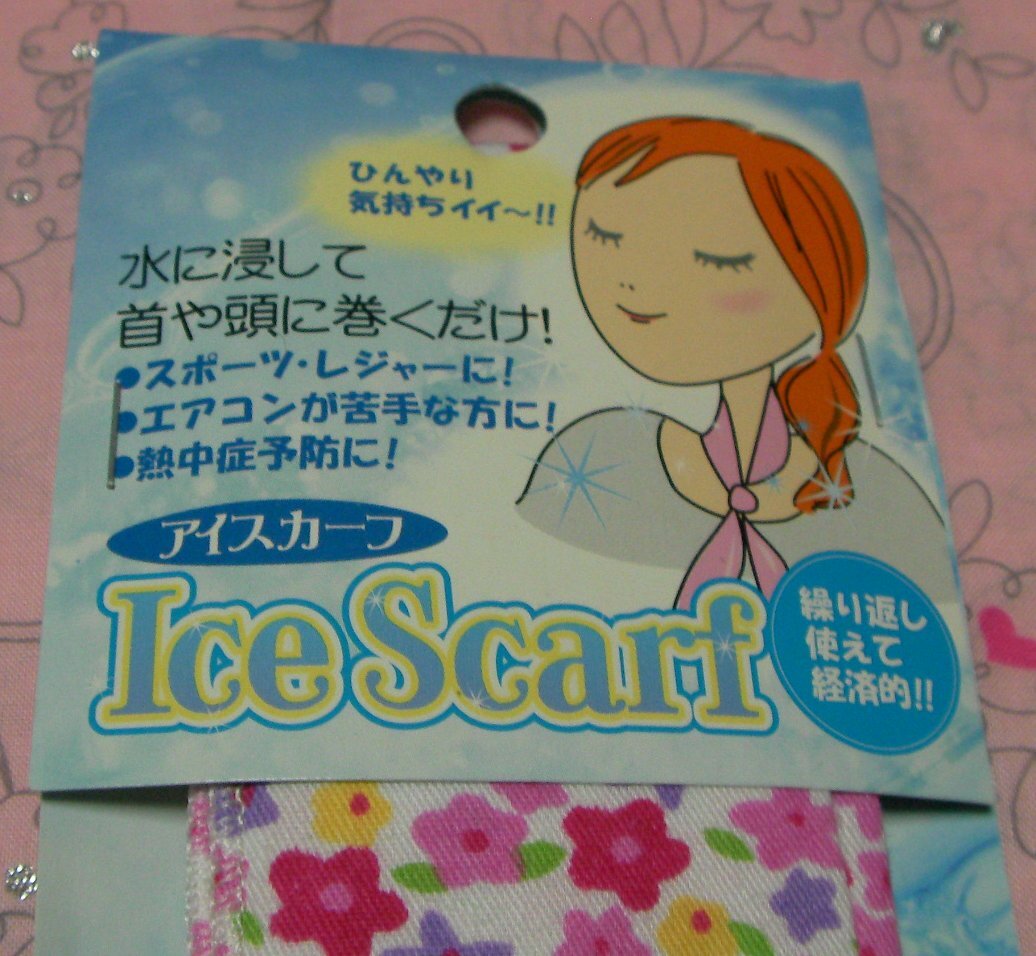 ひんやり
気持ちイイ～!!
水に浸して
首や頭に巻くだけ!
●スポーツ・レジャーに!
●エアコンが苦手な方に!
●熱中症予防に!
アイスカーフ
Ice Scarf
繰り返し
使えて
経済的!!